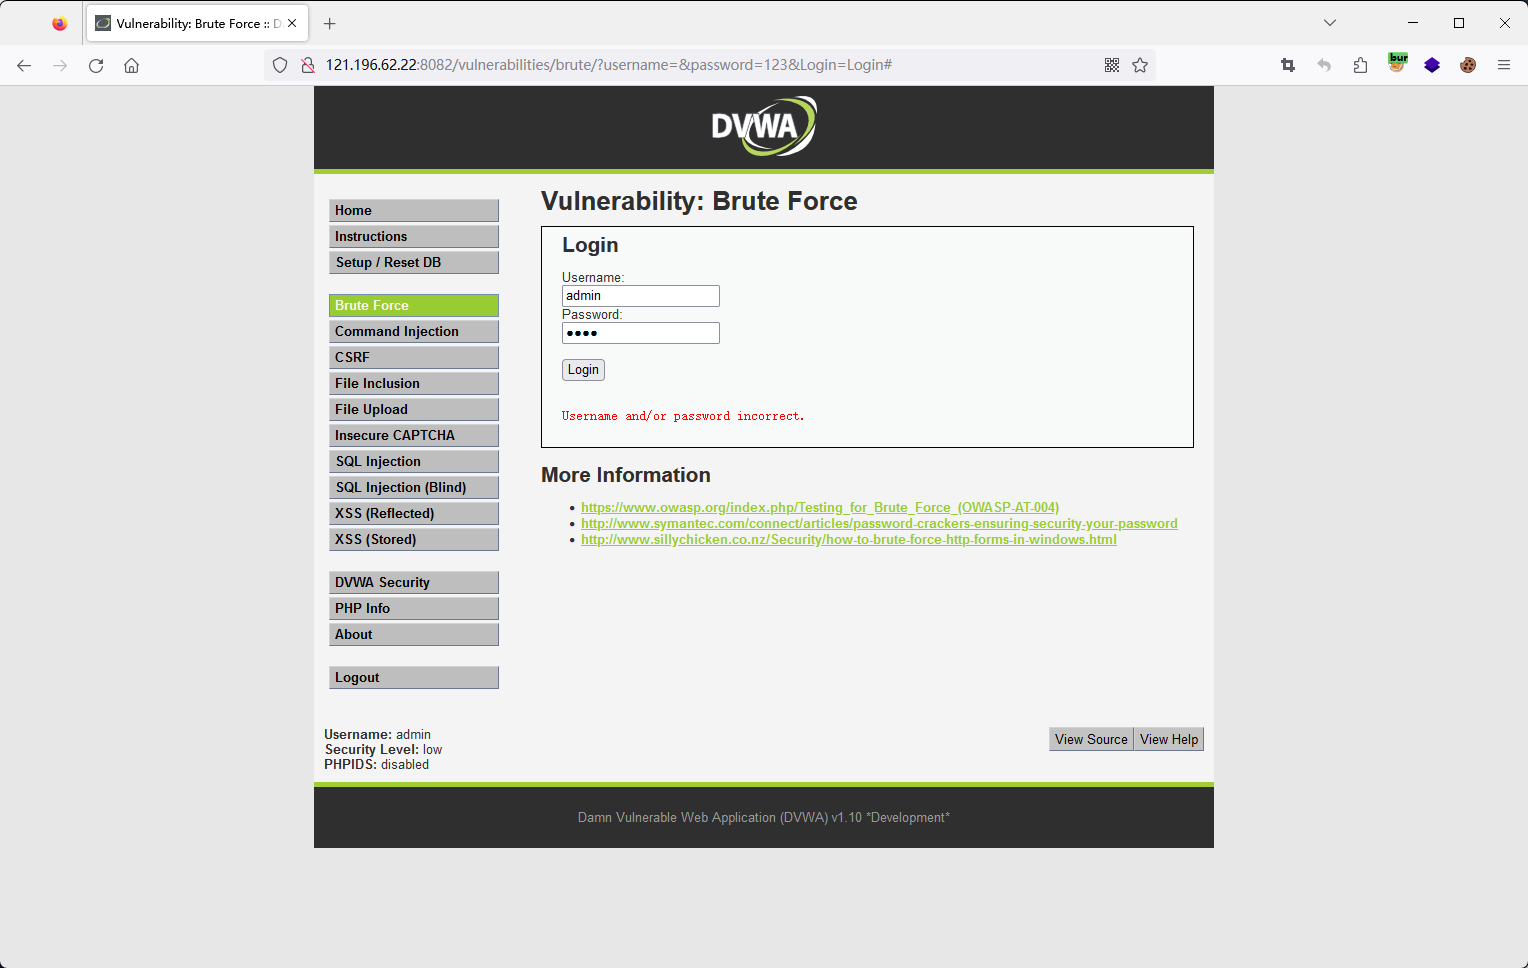 Vulnerability: Brute Force :: D
121.196.62.22:8082/vulnerabilities/brute/?username=&password=123&Login=Login#
bur
DVWA
Home
Instructions
Setup / Reset DB
Brute Force
Command Injection
CSRF
File Inclusion
File Upload
Insecure CAPTCHA
SQL Injection
SQL Injection (Blind)
XSS (Reflected)
XSS (Stored)
DVWA Security
PHP Info
About
Logout
Vulnerability: Brute Force
Login
Username:
admin
Password:
••••
Login
Username and/or password incorrect.
More Information
• https://www.owasp.org/index.php/Testing_for_Brute_Force_(OWASP-AT-004)
• http://www.symantec.com/connect/articles/password-crackers-ensuring-security-your-password
• http://www.sillychicken.co.nz/Security/how-to-brute-force-http-forms-in-windows.html
Username: admin
Security Level: low
PHPIDS: disabled
View Source
View Help
Damn Vulnerable Web Application (DVWA) v1.10 *Development*